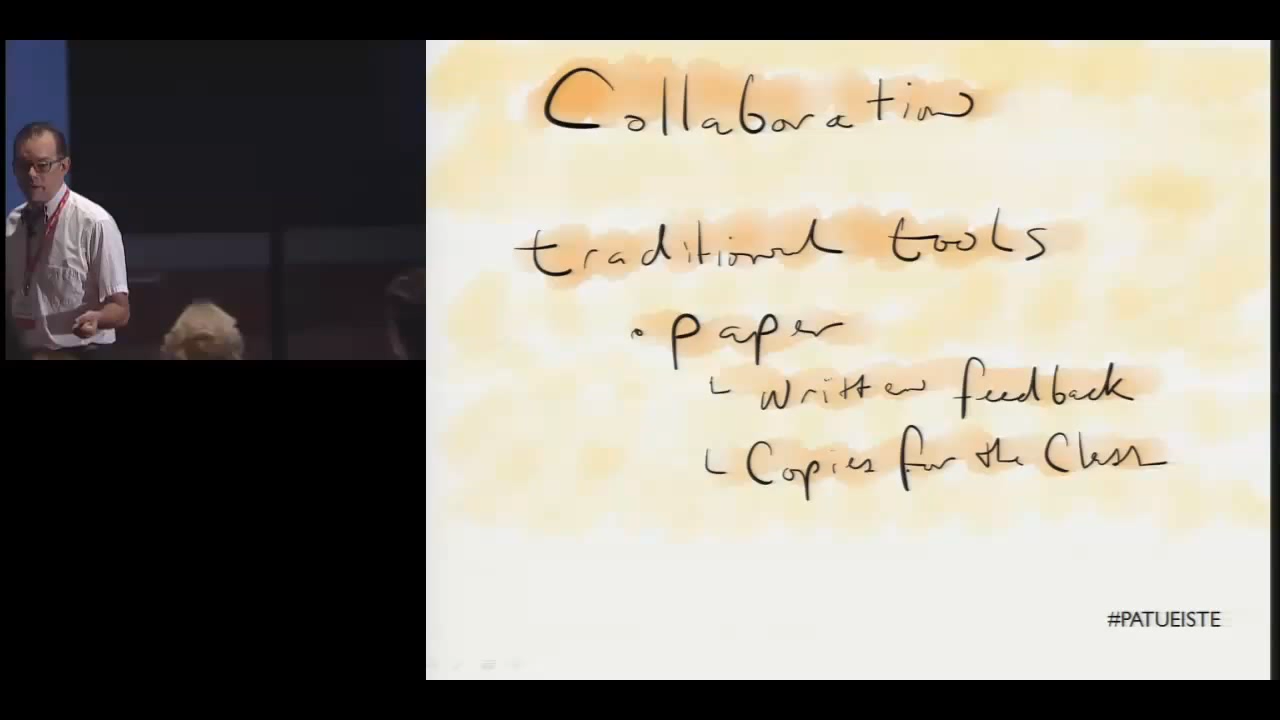 Collaboration
traditional tools
• paper
└ written feedback
└ Copies for the Class
#PATUEISTE